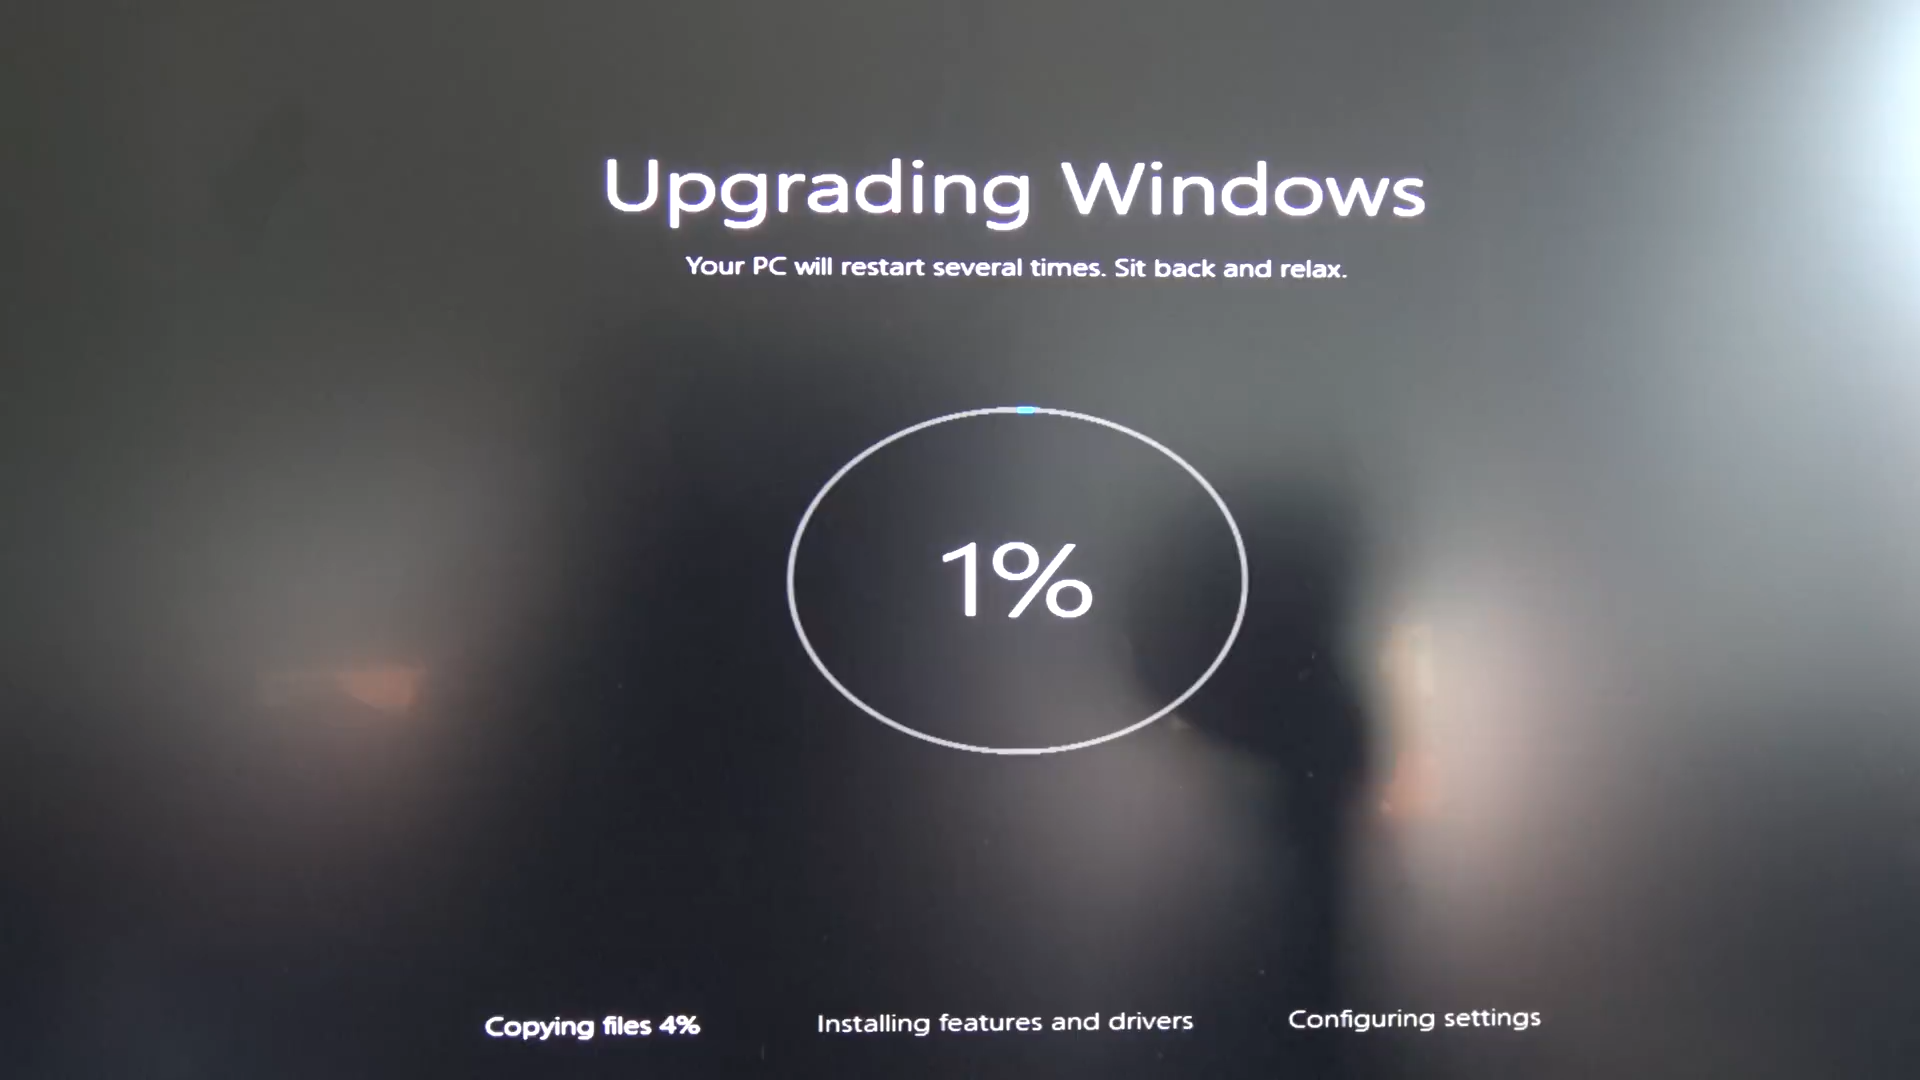 Upgrading Windows
Your PC will restart several times. Sit back and relax.
1%
Copying files 4%
Installing features and drivers
Configuring settings